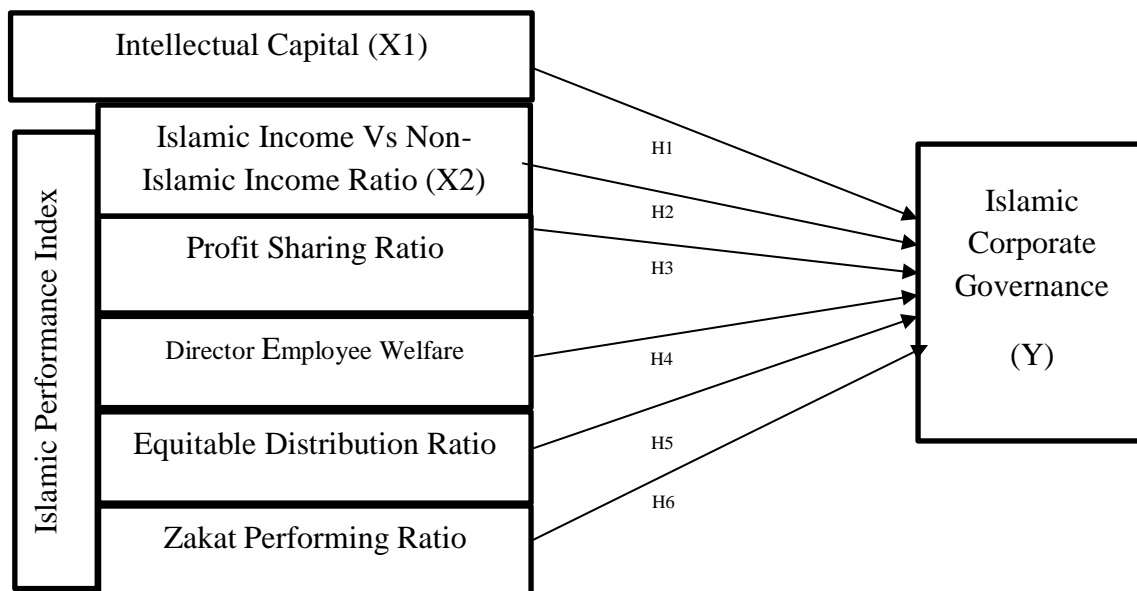 Intellectual Capital (X1)
Islamic Performance Index
Islamic Income Vs Non-
Islamic Income Ratio (X2)
Profit Sharing Ratio
Director Employee Welfare
Equitable Distribution Ratio
Zakat Performing Ratio
H1
H2
H3
H4
H5
H6
Islamic
Corporate
Governance
(Y)